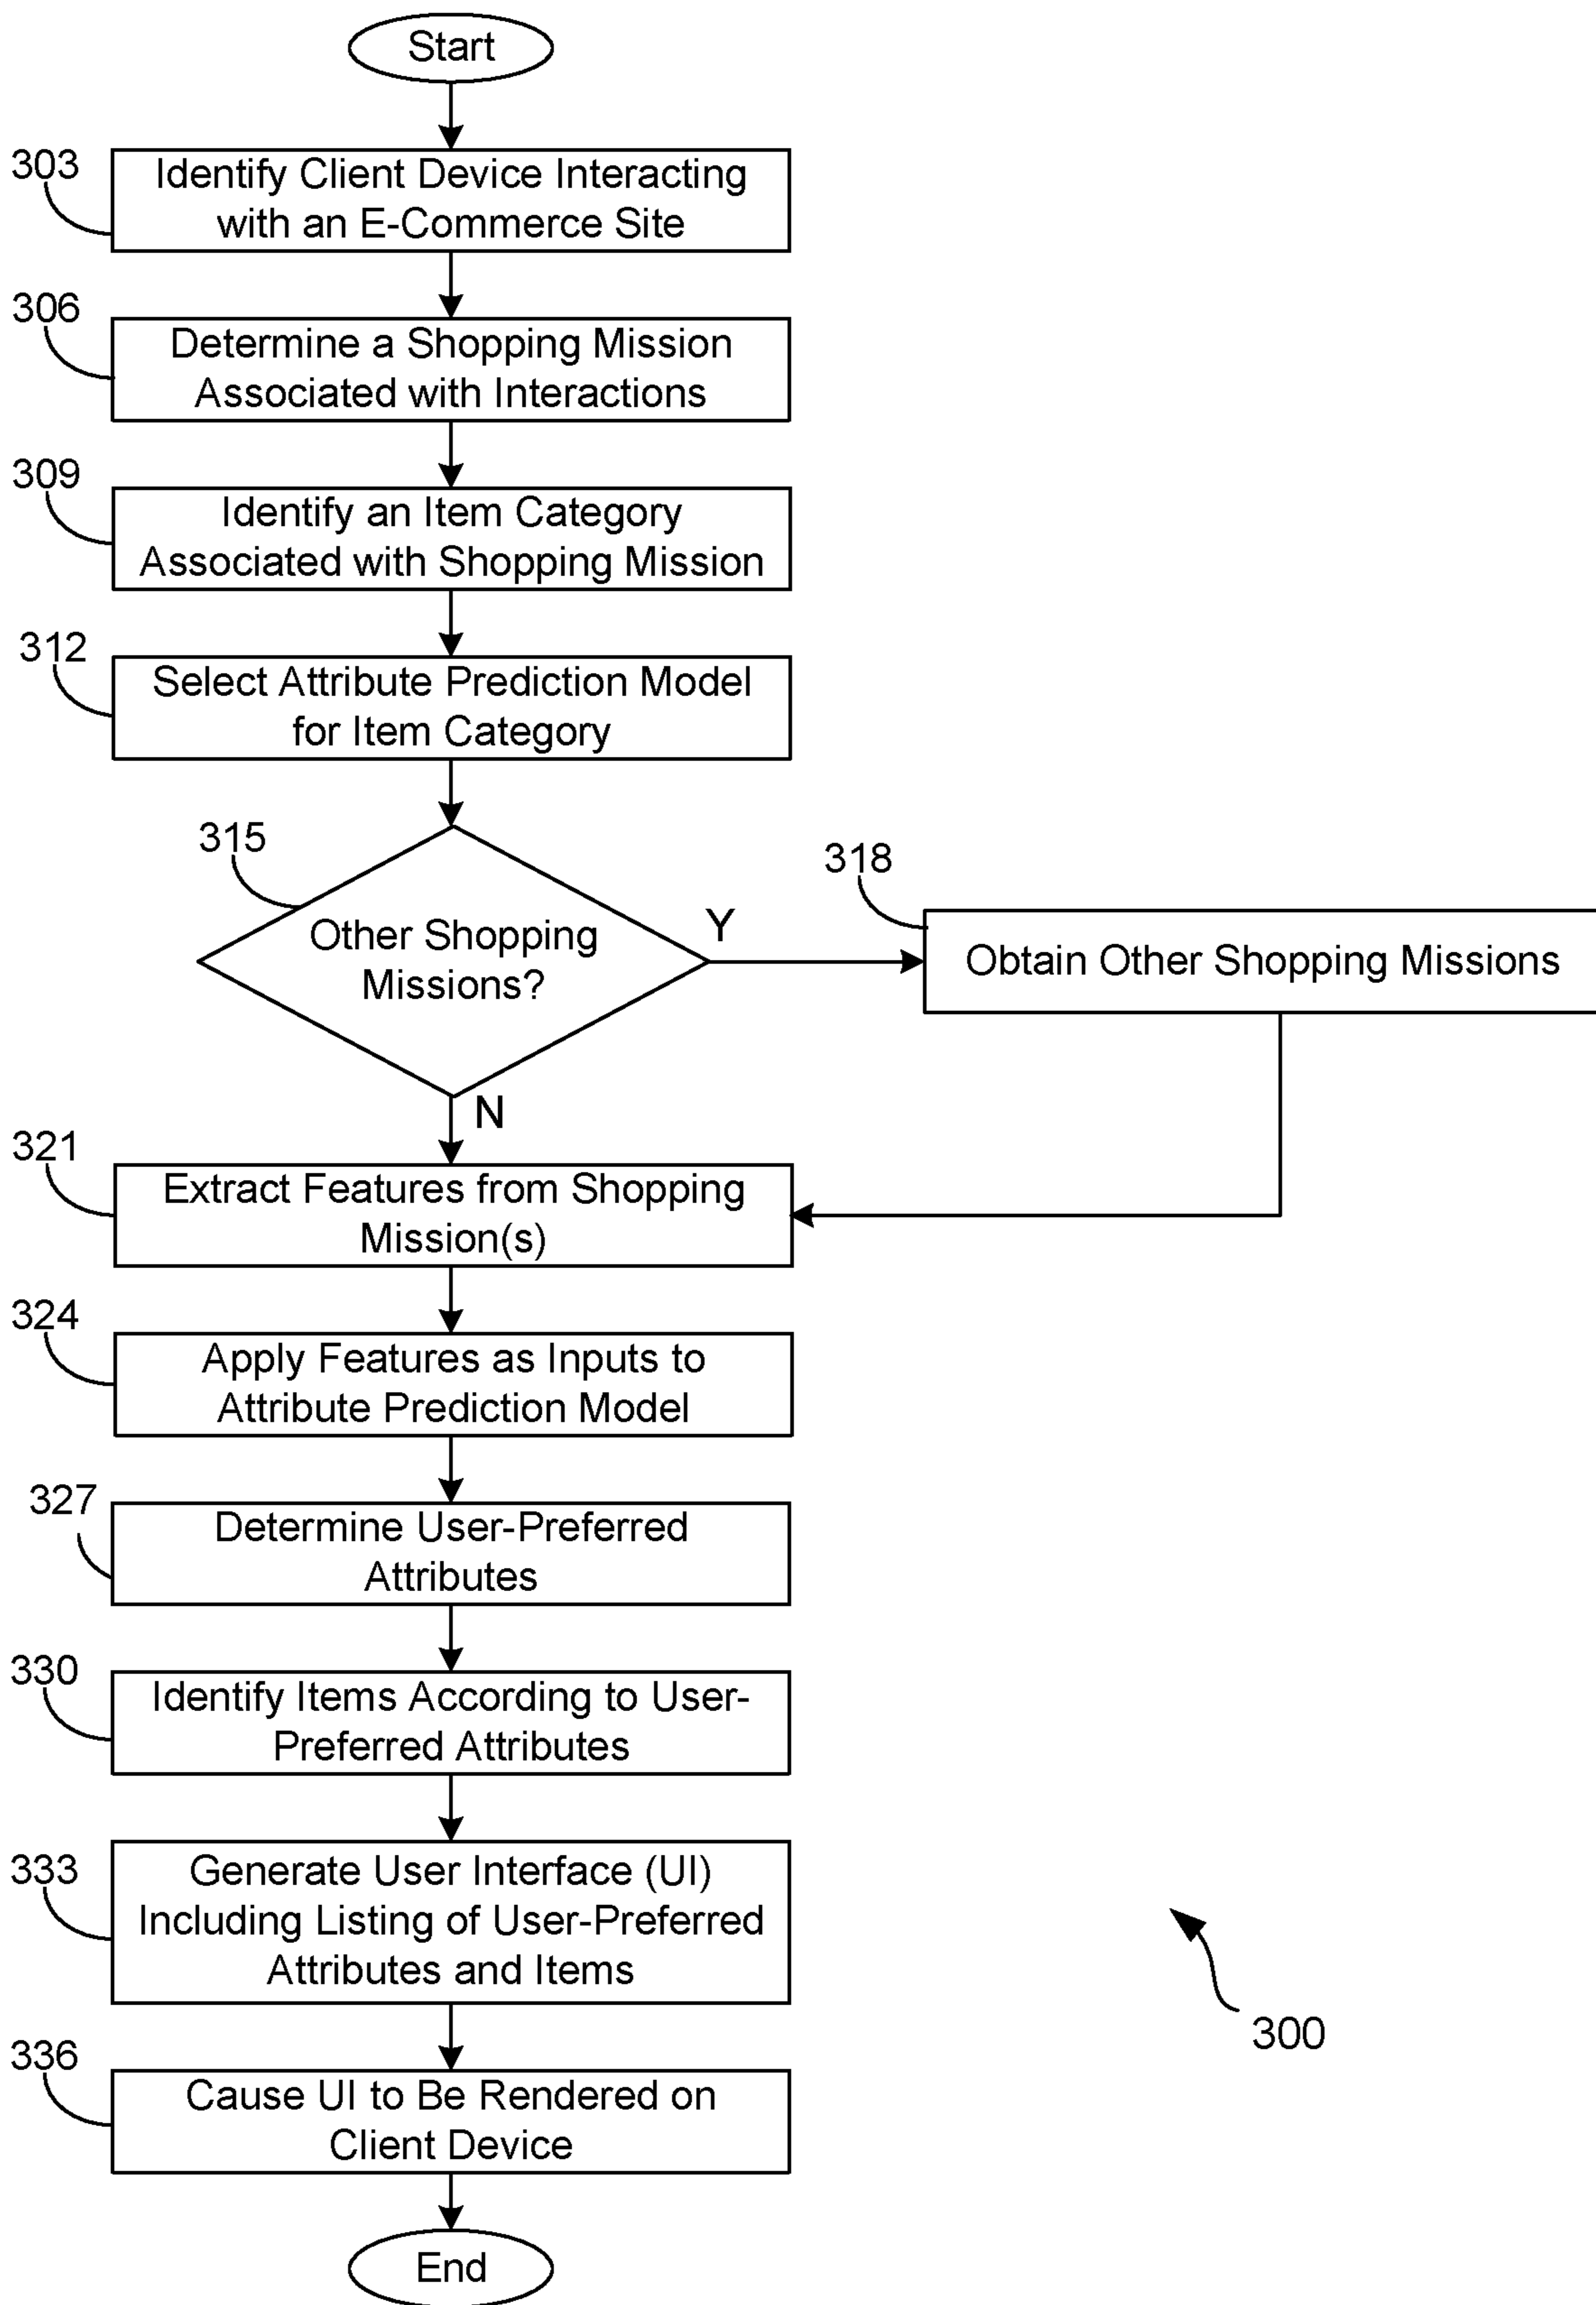 Start
303
Identify Client Device Interacting
with an E-Commerce Site
306
Determine a Shopping Mission
Associated with Interactions
309
Identify an Item Category
Associated with Shopping Mission
312
Select Attribute Prediction Model
for Item Category
315
Other Shopping
Missions?
Y
318
Obtain Other Shopping Missions
N
321
Extract Features from Shopping
Mission(s)
324
Apply Features as Inputs to
Attribute Prediction Model
327
Determine User-Preferred
Attributes
330
Identify Items According to User-
Preferred Attributes
333
Generate User Interface (UI)
Including Listing of User-Preferred
Attributes and Items
300
336
Cause UI to Be Rendered on
Client Device
End